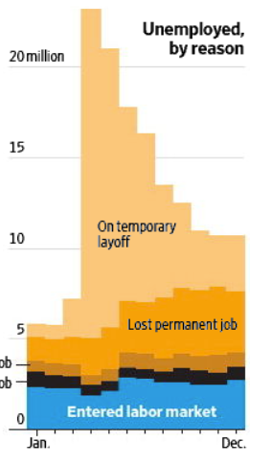 Unemployed,
by reason
20 million
15
10
On temporary
layoff
5
Lost permanent job
ob
ob
Entered labor market
0
Jan.
Dec.